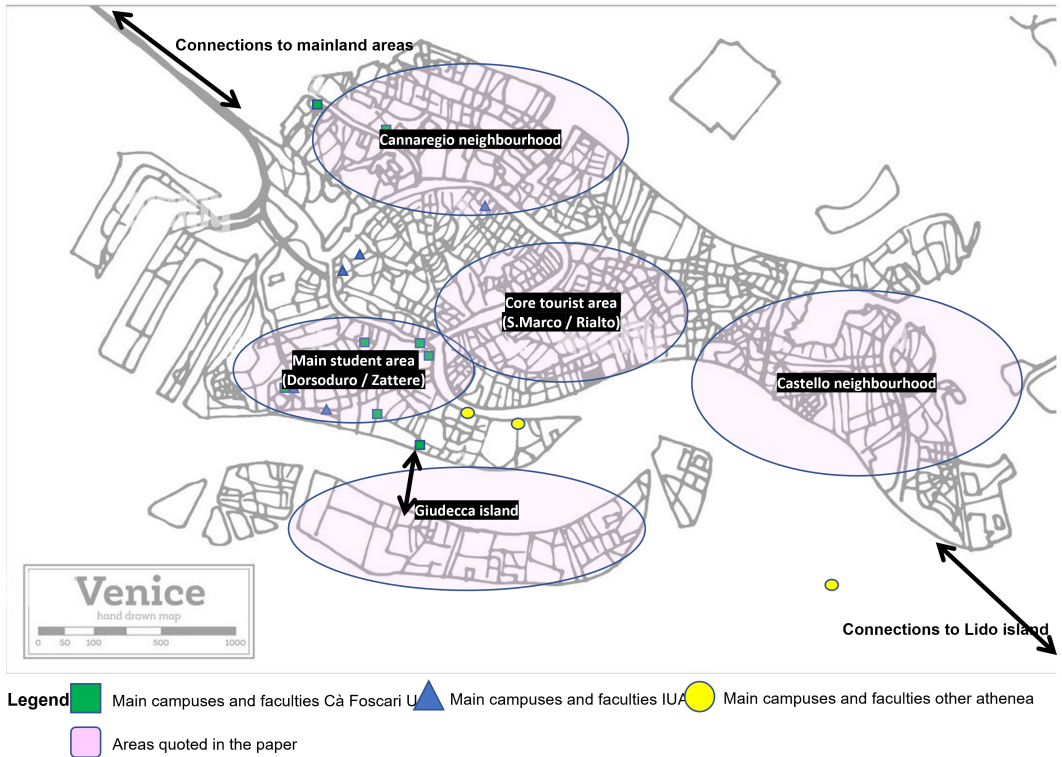 Connections to mainland areas
Cannaregio neighbourhood
Core tourist area
(S.Marco / Rialto)
Main student area
(Dorsoduro / Zattere)
Castello neighbourhood
Giudecca island
Venice
hand drawn map
0 50 100 500 1000
Connections to Lido island
Legend
Main campuses and faculties Cà Foscari U
Main campuses and faculties IUA
Main campuses and faculties other athenea
Areas quoted in the paper